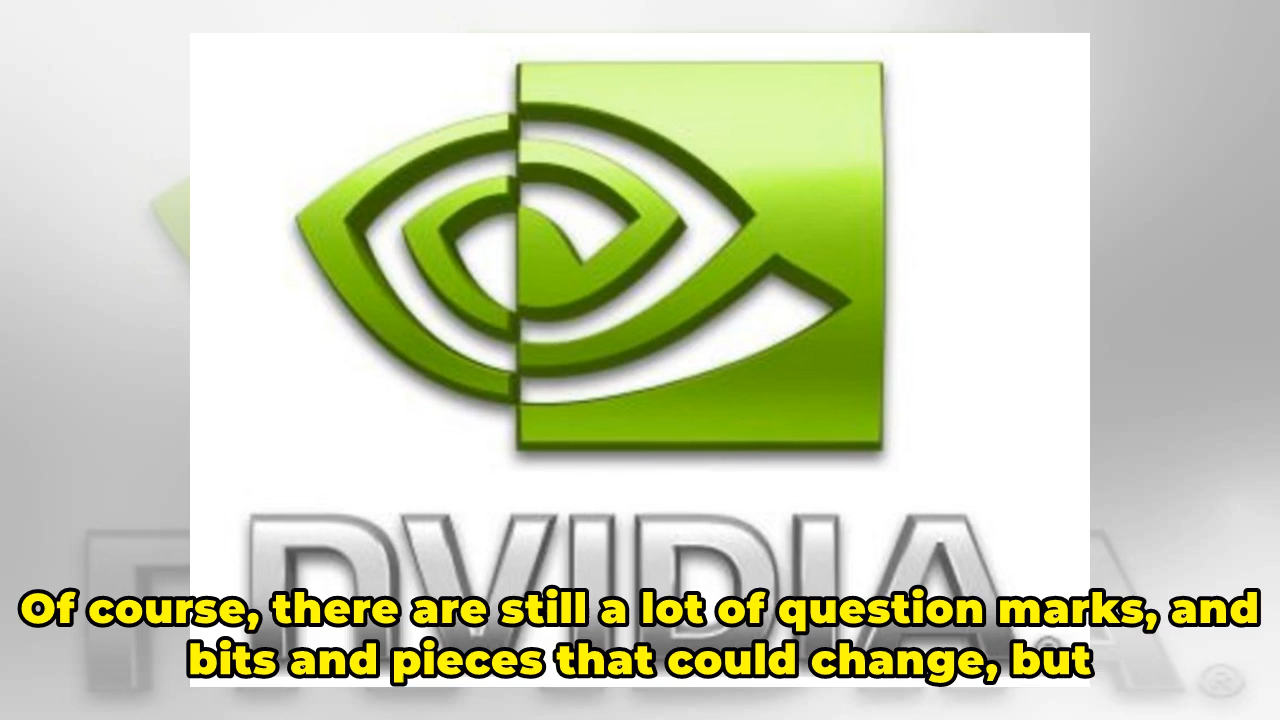 NVIDIA
Of course, there are still a lot of question marks, and
bits and pieces that could change, but